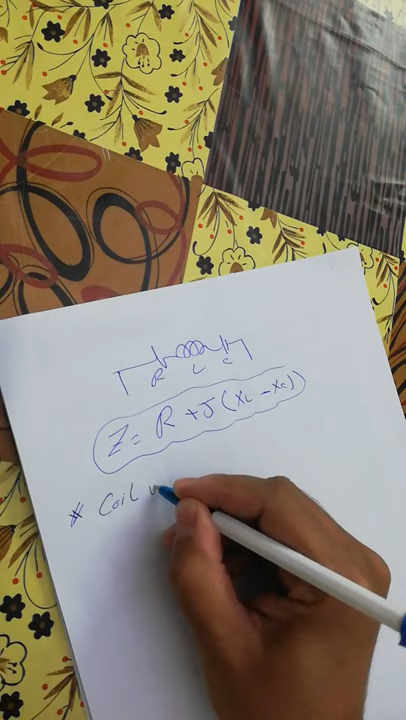 R L C
Z = R + J (XL - XC)
* Coil